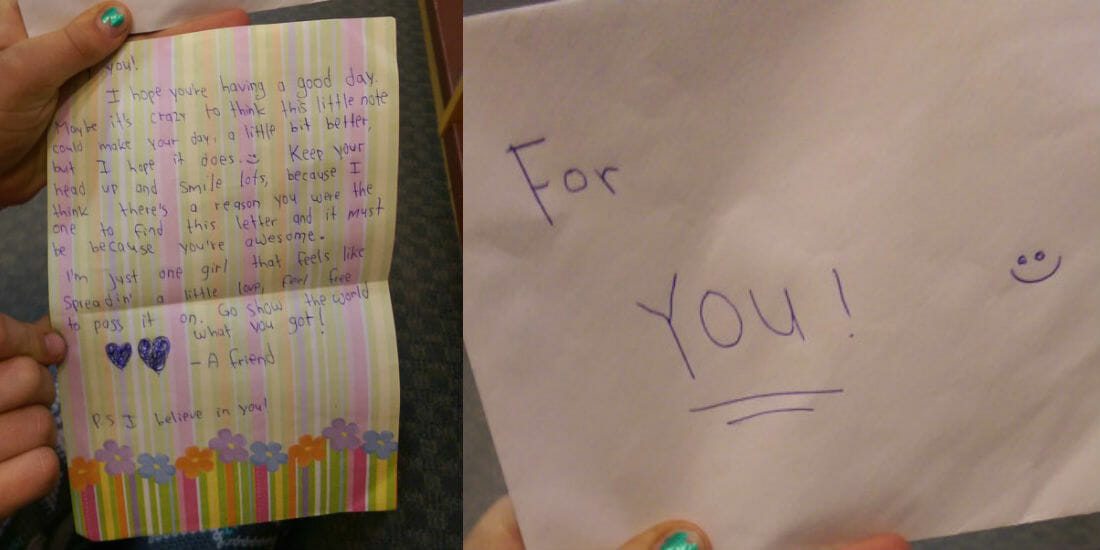 you!
I hope you're having a good day.
Maybe it's crazy to think this little note
could make your day, a little bit better,
but I hope it does. Keep your
head up and smile lots, because I
think there's a reason you were the
one to find this letter and it must
be because you're awesome.
I'm just one girl that feels like
Spreadin' a little love, feel free
to pass it on. Go show the world
what you got!
- A friend
P.S I believe in you!
For
YOU!